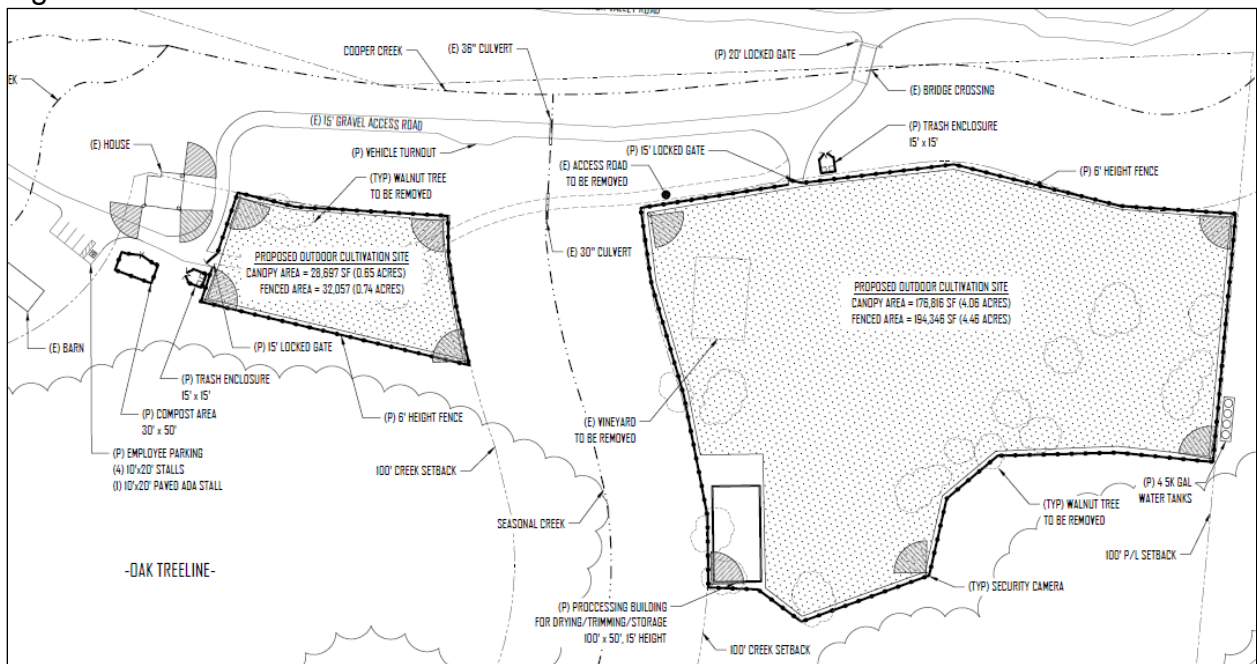 COOPER CREEK
(E) 36" CULVERT
(P) 20' LOCKED GATE
(E) BRIDGE CROSSING
(E) 15' GRAVEL ACCESS ROAD
(P) TRASH ENCLOSURE
15' x 15'
(E) HOUSE
(P) VEHICLE TURNOUT
(P) 15' LOCKED GATE
(E) ACCESS ROAD
TO BE REMOVED
(P) 6' HEIGHT FENCE
(TYP) WALNUT TREE
TO BE REMOVED
PROPOSED OUTDOOR CULTIVATION SITE
CANOPY AREA = 28,697 SF (0.65 ACRES)
FENCED AREA = 32,057 (0.74 ACRES)
(E) 30" CULVERT
PROPOSED OUTDOOR CULTIVATION SITE
CANOPY AREA = 176,816 SF (4.06 ACRES)
FENCED AREA = 194,346 SF (4.46 ACRES)
(E) BARN
(P) 15' LOCKED GATE
(P) TRASH ENCLOSURE
15' x 15'
(P) COMPOST AREA
30' x 50'
(P) 6' HEIGHT FENCE
(E) VINEYARD
TO BE REMOVED
(P) EMPLOYEE PARKING
(4) 10'x20' STALLS
(1) 10'x20' PAVED ADA STALL
100' CREEK SETBACK
(P) 4 5K GAL
WATER TANKS
(TYP) WALNUT TREE
TO BE REMOVED
SEASONAL CREEK
100' P/L SETBACK
-OAK TREELINE-
(TYP) SECURITY CAMERA
(P) PROCCESSING BUILDING
FOR DRYING/TRIMMING/STORAGE
100' x 50', 15' HEIGHT
100' CREEK SETBACK